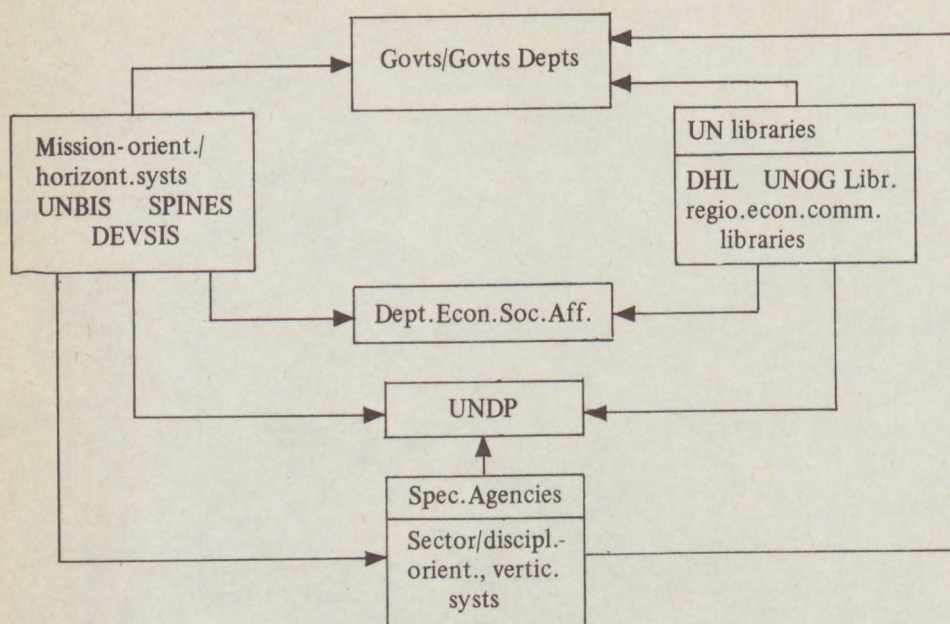 Govts/Govts Depts
Mission-orient./
horizont.systs
UNBIS SPINES
DEVSIS
UN libraries
DHL UNOG Libr.
regio.econ.comm.
libraries
Dept.Econ.Soc.Aff.
UNDP
Spec.Agencies
Sector/discipl.-
orient., vertic.
systs